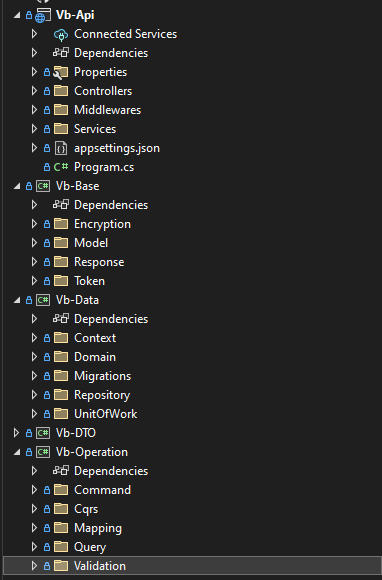 Vb-Api
Connected Services
Dependencies
Properties
Controllers
Middlewares
Services
appsettings.json
C# Program.cs
C# Vb-Base
Dependencies
Encryption
Model
Response
Token
C# Vb-Data
Dependencies
Context
Domain
Migrations
Repository
UnitOfWork
C# Vb-DTO
C# Vb-Operation
Dependencies
Command
Cqrs
Mapping
Query
Validation